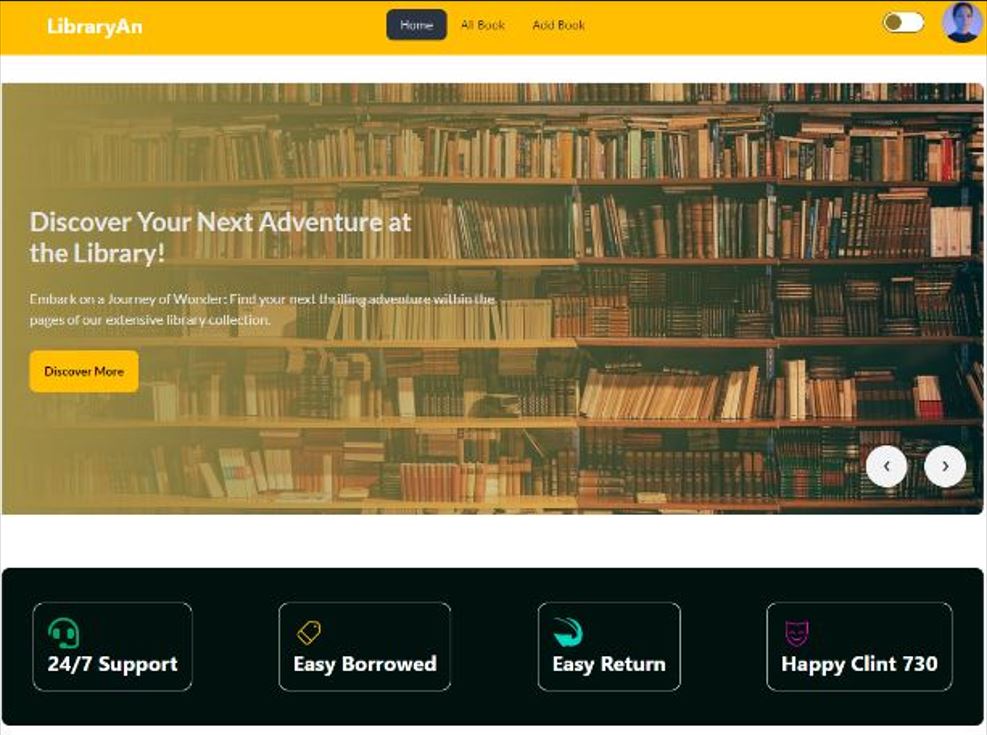 LibraryAn
Home
All Book
Add Book
Discover Your Next Adventure at
the Library!
Embark on a Journey of Wonder: Find your next thrilling adventure within the
pages of our extensive library collection.
Discover More
24/7 Support
Easy Borrowed
Easy Return
Happy Clint 730